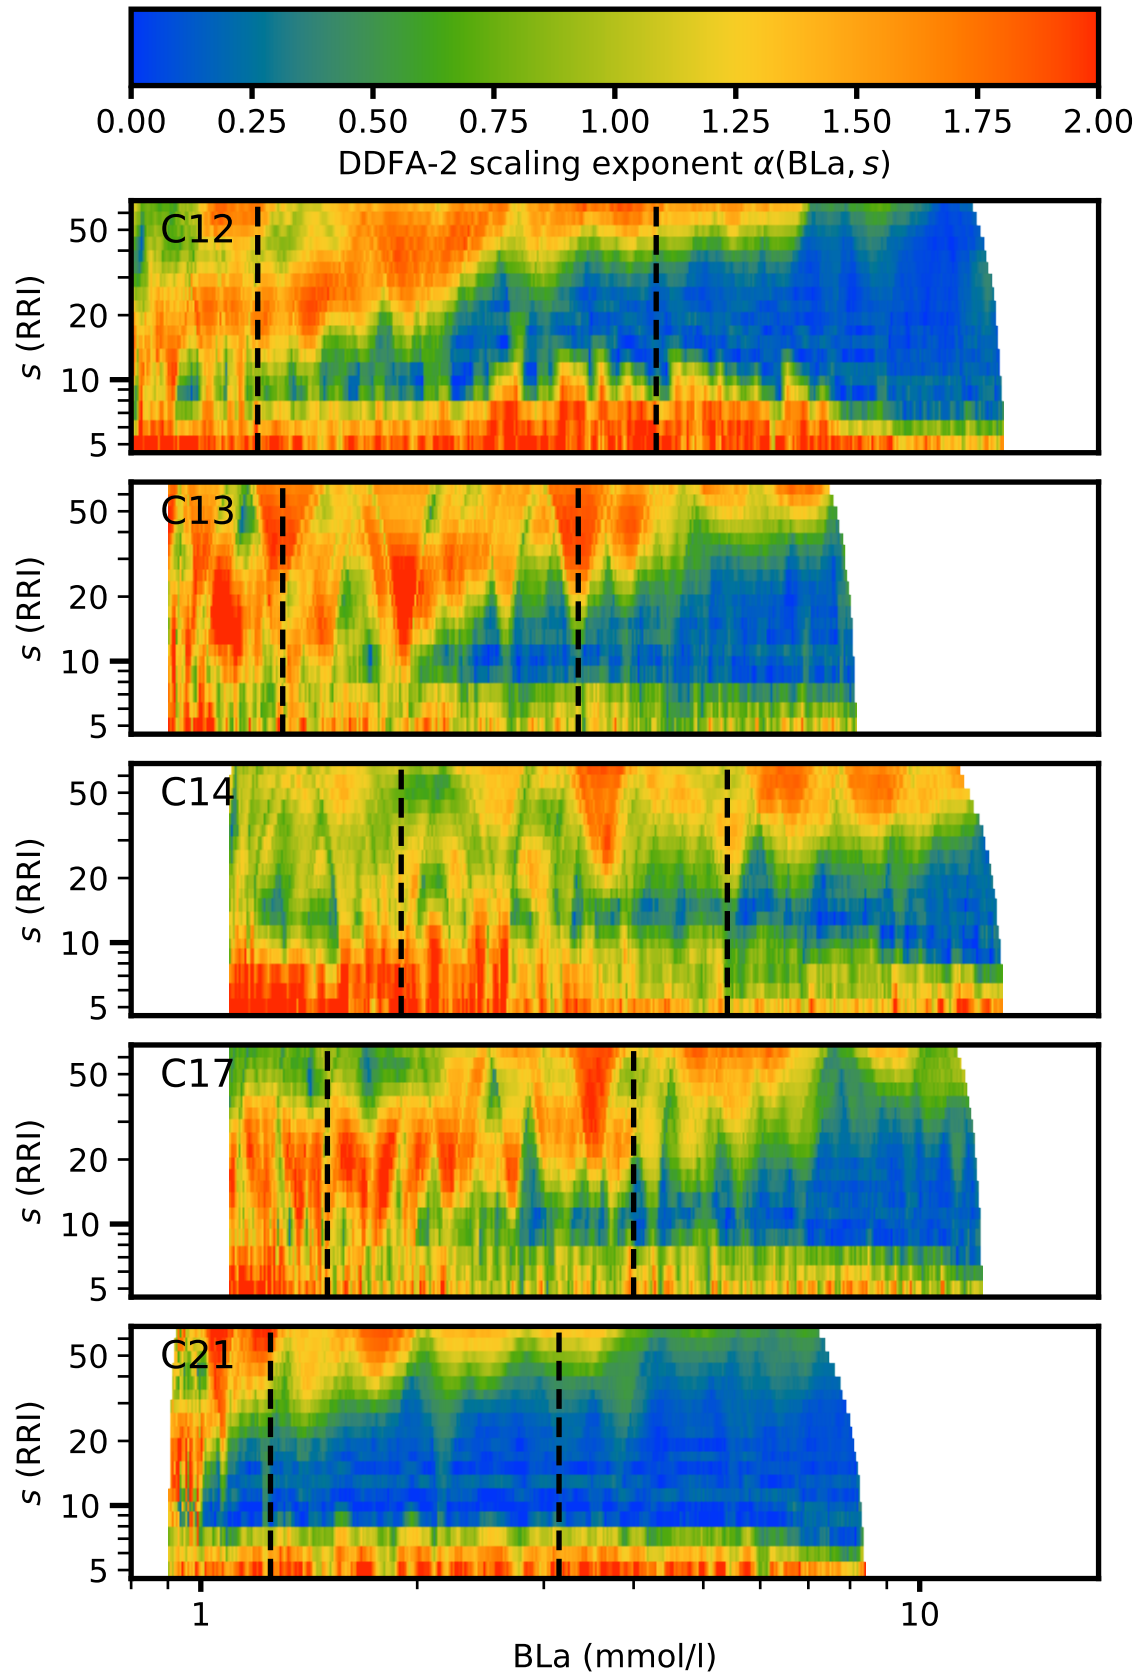 0.00 0.25 0.50 0.75 1.00 1.25 1.50 1.75 2.00
DDFA-2 scaling exponent α(BLa, s)
C12
50
20
10
5
s (RRI)
C13
50
20
10
5
s (RRI)
C14
50
20
10
5
s (RRI)
C17
50
20
10
5
s (RRI)
C21
50
20
10
5
s (RRI)
1 10
BLa (mmol/l)